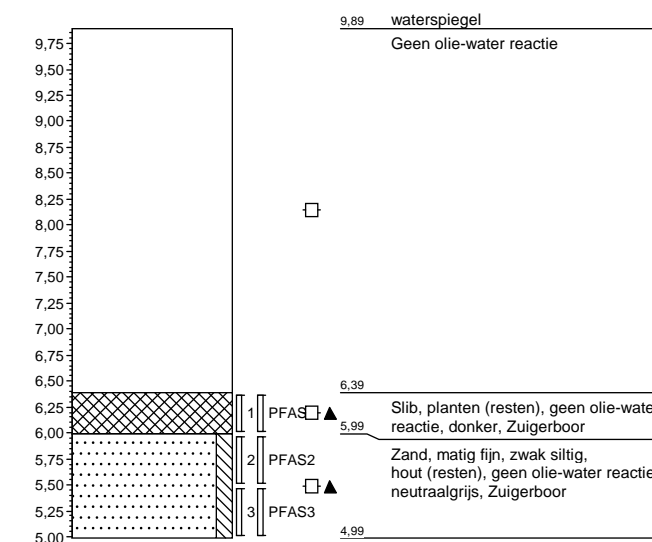 9,89 waterspiegel
Geen olie-water reactie
9,75
9,50
9,25
9,00
8,75
8,50
8,25
8,00
7,75
7,50
7,25
7,00
6,75
6,50
6,25
6,00
5,75
5,50
5,25
5,00
6,39
1 PFAS
Slib, planten (resten), geen olie-wate
reactie, donker, Zuigerboor
5,99
2 PFAS2
Zand, matig fijn, zwak siltig,
hout (resten), geen olie-water reactie
neutraalgrijs, Zuigerboor
3 PFAS3
4,99